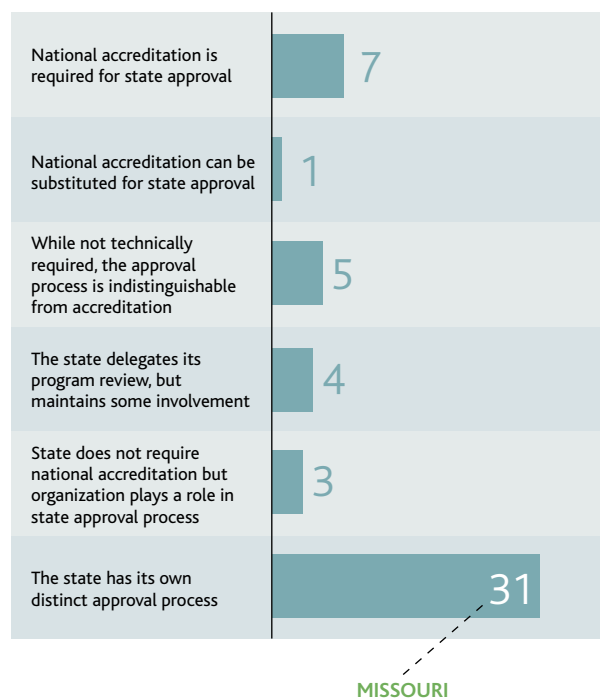 National accreditation is
required for state approval
7
National accreditation can be
substituted for state approval
1
While not technically
required, the approval
process is indistinguishable
from accreditation
5
The state delegates its
program review, but
maintains some involvement
4
State does not require
national accreditation but
organization plays a role in
state approval process
3
The state has its own
distinct approval process
31
MISSOURI